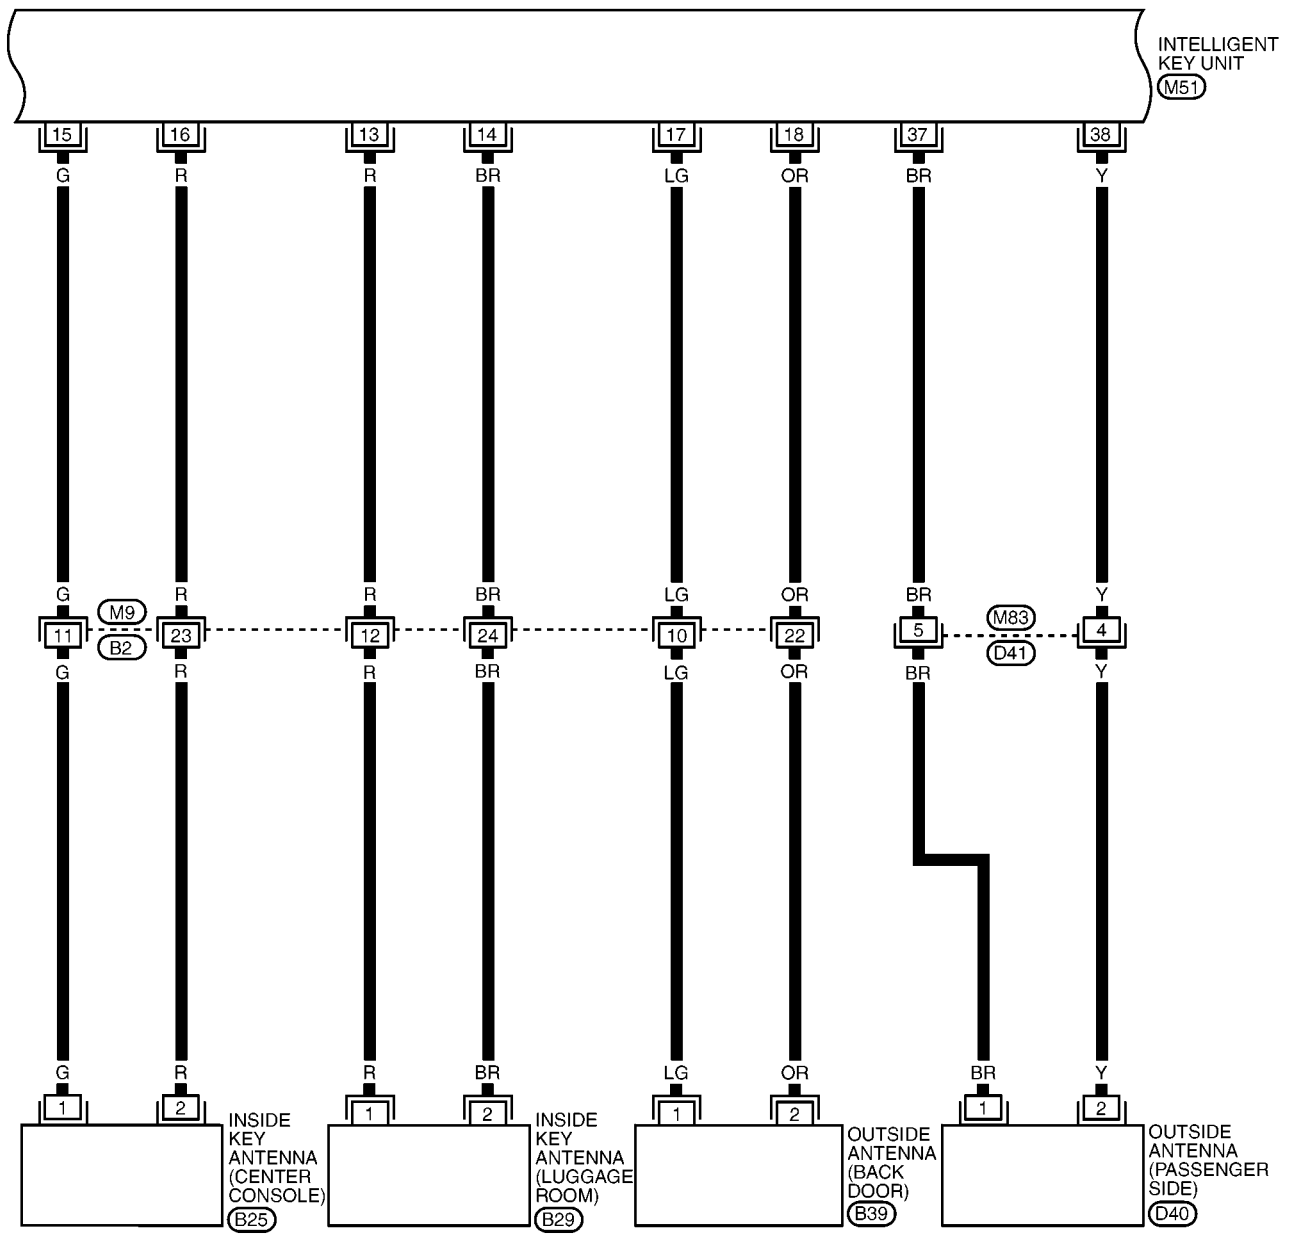 INTELLIGENT
KEY UNIT
M51
15 16 13 14 17 18 37 38
G R R BR LG OR BR Y
G R R BR LG OR BR Y
M9 M83
11 23 12 24 10 22 5 4
B2 D41
G R R BR LG OR BR Y
G R R BR LG OR BR Y
1 2 1 2 1 2 1 2
INSIDE
KEY
ANTENNA
(CENTER
CONSOLE)
B25
INSIDE
KEY
ANTENNA
(LUGGAGE
ROOM)
B29
OUTSIDE
ANTENNA
(BACK
DOOR)
B39
OUTSIDE
ANTENNA
(PASSENGER
SIDE)
D40